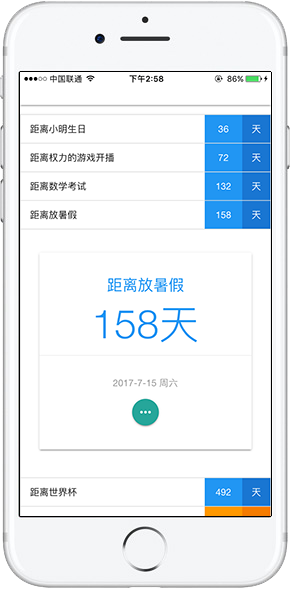 中国联通 下午2:58 86%
距离小明生日 36 天
距离权力的游戏开播 72 天
距离数学考试 132 天
距离放暑假 158 天
距离放暑假
158天
2017-7-15 周六
距离世界杯 492 天